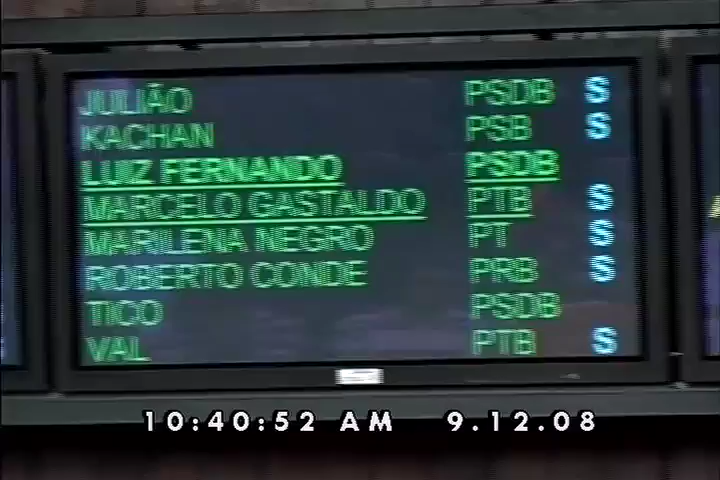 JULIÃO PSDB S
KACHAN PSB S
LUIZ FERNANDO PSDB
MARCELO GASTALDO PTB S
MARILENA NEGRO PT S
ROBERTO CONDE PRB S
TICO PSDB
VAL PTB S
10:40:52 AM 9.12.08